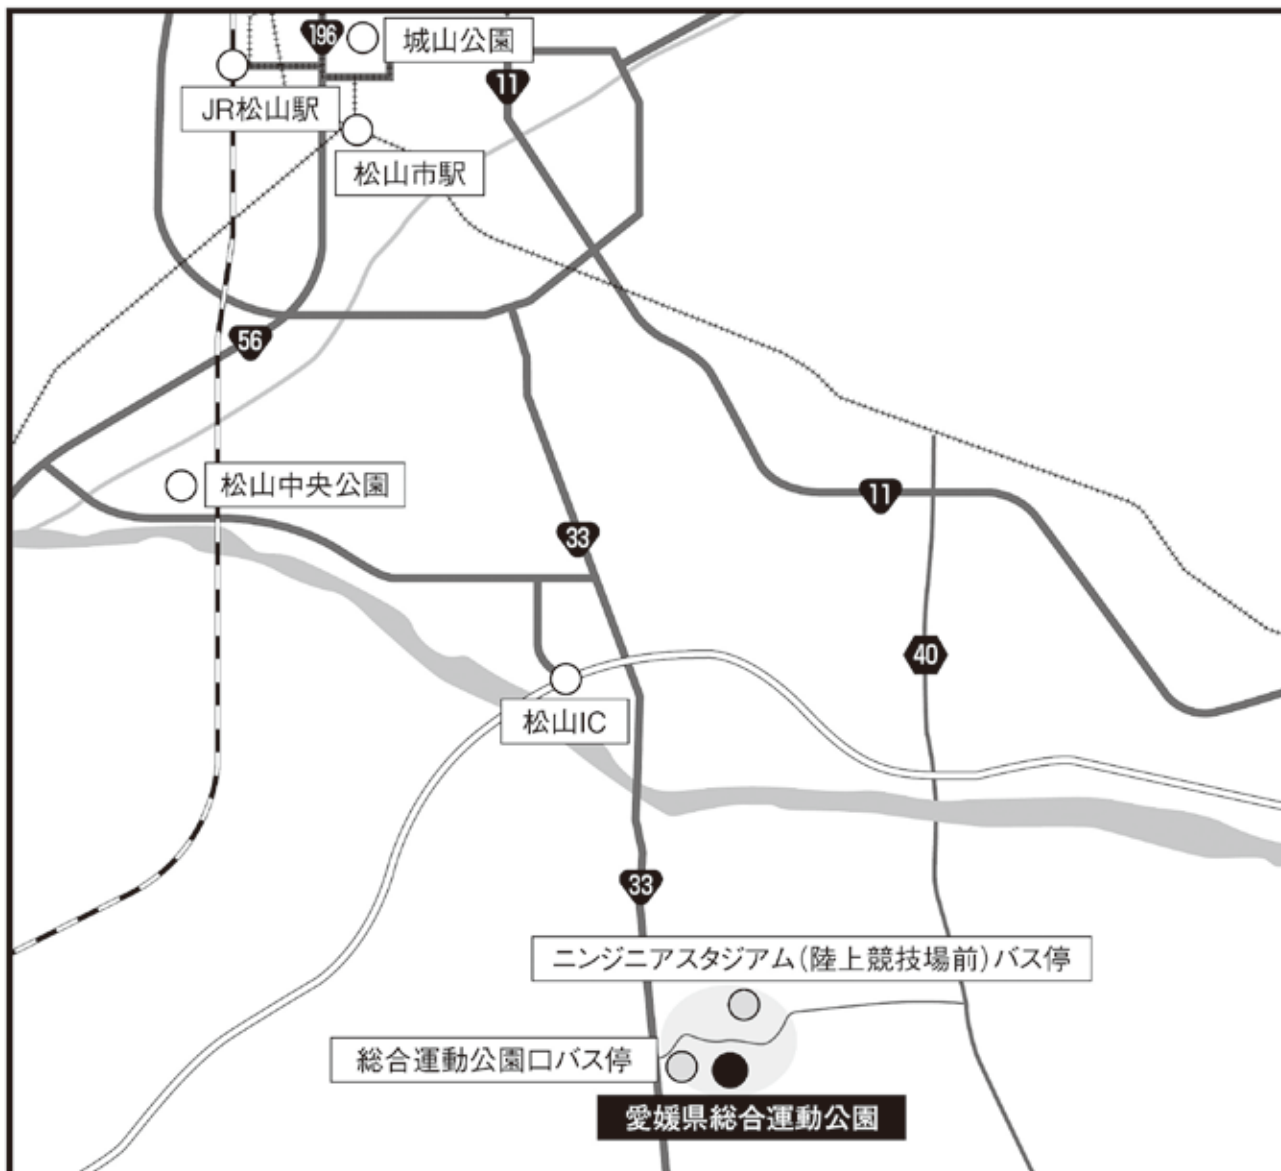 196
城山公園
11
JR松山駅
松山市駅
56
松山中央公園
11
33
40
松山IC
33
ニンジニアスタジアム(陸上競技場前)バス停
総合運動公園口バス停
愛媛県総合運動公園